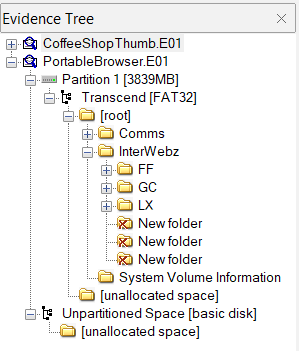 Evidence Tree
CoffeeShopThumb.E01
PortableBrowser.E01
Partition 1 [3839MB]
Transcend [FAT32]
[root]
Comms
InterWebz
FF
GC
LX
New folder
New folder
New folder
System Volume Information
[unallocated space]
Unpartitioned Space [basic disk]
[unallocated space]